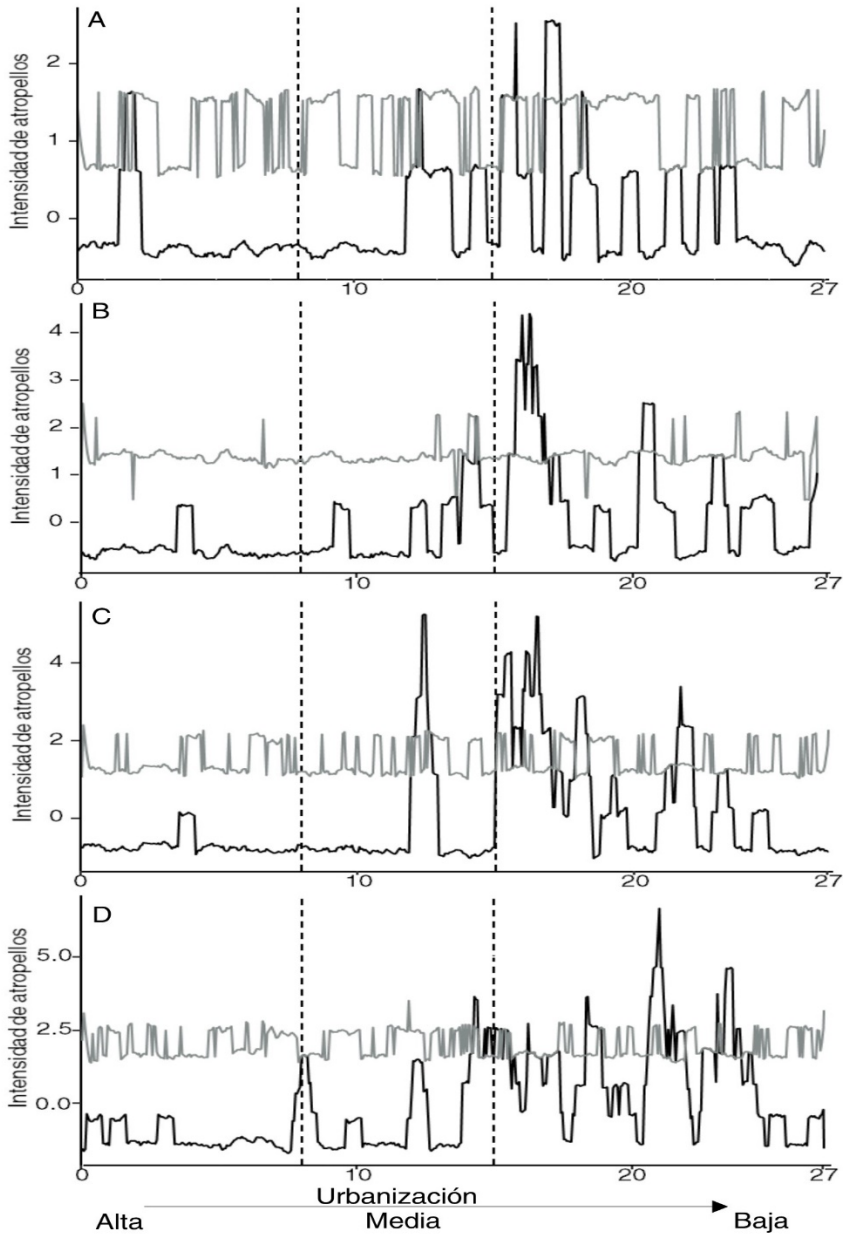 A
Intensidad de atropellos
2
1
0
0 10 20 27
B
Intensidad de atropellos
4
3
2
1
0
0 10 20 27
C
Intensidad de atropellos
4
2
0
0 10 20 27
D
Intensidad de atropellos
5.0
2.5
0.0
0 10 20 27
Urbanización
Alta Media Baja